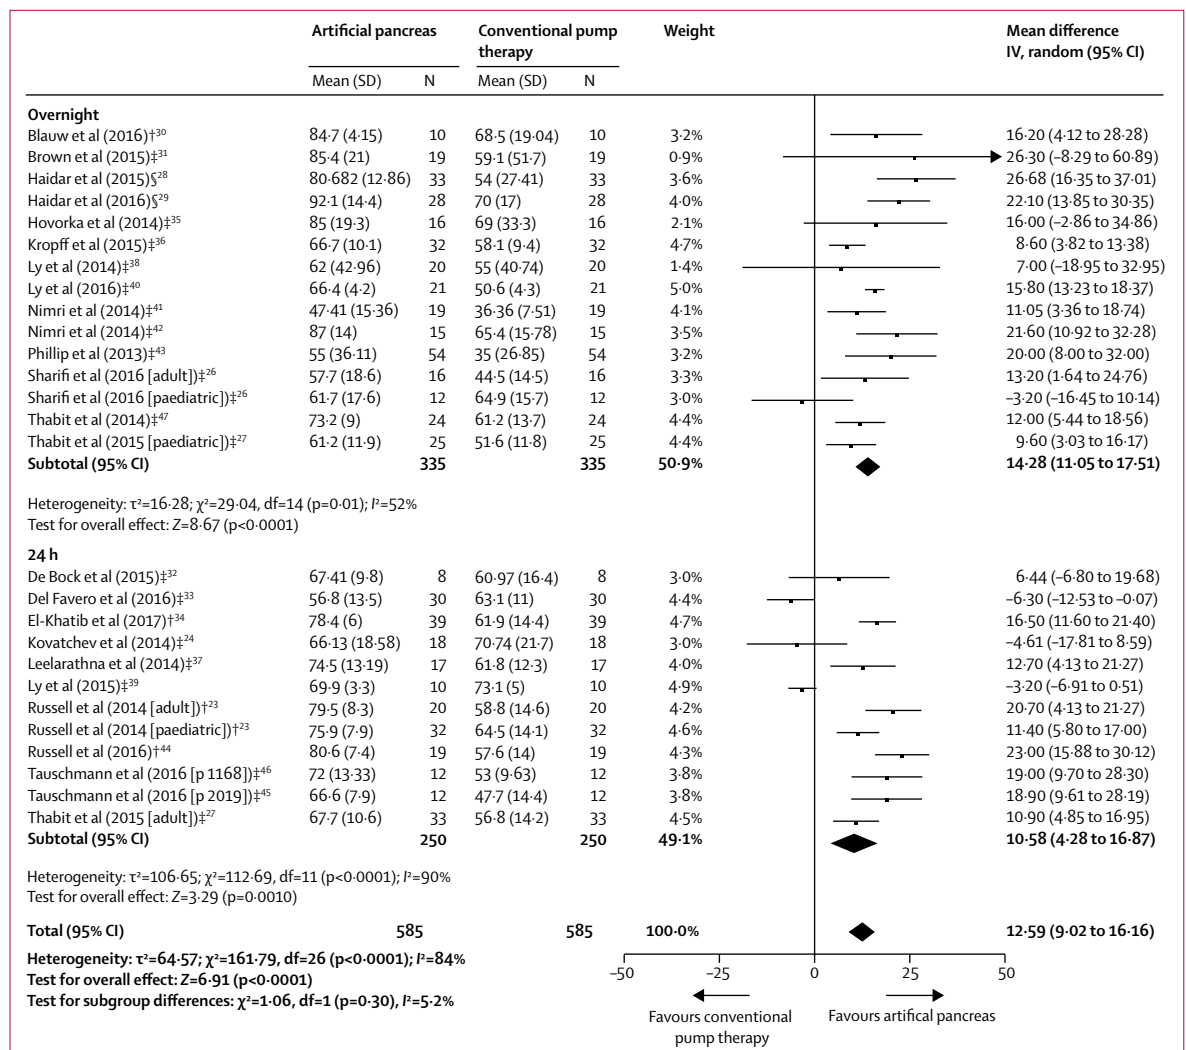 Artificial pancreas Conventional pump therapy Weight Mean difference IV, random (95% CI)
Mean (SD) N Mean (SD) N
Overnight
Blauw et al (2016)†³⁰ 84·7 (4·15) 10 68·5 (19·04) 10 3·2% 16·20 (4·12 to 28·28)
Brown et al (2015)‡³¹ 85·4 (21) 19 59·1 (51·7) 19 0·9% 26·30 (–8·29 to 60·89)
Haidar et al (2015)§²⁸ 80·682 (12·86) 33 54 (27·41) 33 3·6% 26·68 (16·35 to 37·01)
Haidar et al (2016)§²⁹ 92·1 (14·4) 28 70 (17) 28 4·0% 22·10 (13·85 to 30·35)
Hovorka et al (2014)‡³⁵ 85 (19·3) 16 69 (33·3) 16 2·1% 16·00 (–2·86 to 34·86)
Kropff et al (2015)‡³⁶ 66·7 (10·1) 32 58·1 (9·4) 32 4·7% 8·60 (3·82 to 13·38)
Ly et al (2014)‡³⁸ 62 (42·96) 20 55 (40·74) 20 1·4% 7·00 (–18·95 to 32·95)
Ly et al (2016)‡⁴⁰ 66·4 (4·2) 21 50·6 (4·3) 21 5·0% 15·80 (13·23 to 18·37)
Nimri et al (2014)‡⁴¹ 47·41 (15·36) 19 36·36 (7·51) 19 4·1% 11·05 (3·36 to 18·74)
Nimri et al (2014)‡⁴² 87 (14) 15 65·4 (15·78) 15 3·5% 21·60 (10·92 to 32·28)
Phillip et al (2013)‡⁴³ 55 (36·11) 54 35 (26·85) 54 3·2% 20·00 (8·00 to 32·00)
Sharifi et al (2016 [adult])‡²⁶ 57·7 (18·6) 16 44·5 (14·5) 16 3·3% 13·20 (1·64 to 24·76)
Sharifi et al (2016 [paediatric])‡²⁶ 61·7 (17·6) 12 64·9 (15·7) 12 3·0% –3·20 (–16·45 to 10·14)
Thabit et al (2014)‡⁴⁷ 73·2 (9) 24 61·2 (13·7) 24 4·4% 12·00 (5·44 to 18·56)
Thabit et al (2015 [paediatric])‡²⁷ 61·2 (11·9) 25 51·6 (11·8) 25 4·4% 9·60 (3·03 to 16·17)
Subtotal (95% CI) 335 335 50·9% 14·28 (11·05 to 17·51)
Heterogeneity: τ²=16·28; χ²=29·04, df=14 (p=0·01); I²=52%
Test for overall effect: Z=8·67 (p<0·0001)
24 h
De Bock et al (2015)‡³² 67·41 (9·8) 8 60·97 (16·4) 8 3·0% 6·44 (–6·80 to 19·68)
Del Favero et al (2016)‡³³ 56·8 (13·5) 30 63·1 (11) 30 4·4% –6·30 (–12·53 to –0·07)
El-Khatib et al (2017)†³⁴ 78·4 (6) 39 61·9 (14·4) 39 4·7% 16·50 (11·60 to 21·40)
Kovatchev et al (2014)‡²⁴ 66·13 (18·58) 18 70·74 (21·7) 18 3·0% –4·61 (–17·81 to 8·59)
Leelarathna et al (2014)‡³⁷ 74·5 (13·19) 17 61·8 (12·3) 17 4·0% 12·70 (4·13 to 21·27)
Ly et al (2015)‡³⁹ 69·9 (3·3) 10 73·1 (5) 10 4·9% –3·20 (–6·91 to 0·51)
Russell et al (2014 [adult])†²³ 79·5 (8·3) 20 58·8 (14·6) 20 4·2% 20·70 (4·13 to 21·27)
Russell et al (2014 [paediatric])†²³ 75·9 (7·9) 32 64·5 (14·1) 32 4·6% 11·40 (5·80 to 17·00)
Russell et al (2016)†⁴⁴ 80·6 (7·4) 19 57·6 (14) 19 4·3% 23·00 (15·88 to 30·12)
Tauschmann et al (2016 [p 1168])‡⁴⁶ 72 (13·33) 12 53 (9·63) 12 3·8% 19·00 (9·70 to 28·30)
Tauschmann et al (2016 [p 2019])‡⁴⁵ 66·6 (7·9) 12 47·7 (14·4) 12 3·8% 18·90 (9·61 to 28·19)
Thabit et al (2015 [adult])‡²⁷ 67·7 (10·6) 33 56·8 (14·2) 33 4·5% 10·90 (4·85 to 16·95)
Subtotal (95% CI) 250 250 49·1% 10·58 (4·28 to 16·87)
Heterogeneity: τ²=106·65; χ²=112·69, df=11 (p<0·0001); I²=90%
Test for overall effect: Z=3·29 (p=0·0010)
Total (95% CI) 585 585 100·0% 12·59 (9·02 to 16·16)
Heterogeneity: τ²=64·57; χ²=161·79, df=26 (p<0·0001); I²=84%
Test for overall effect: Z=6·91 (p<0·0001)
Test for subgroup differences: χ²=1·06, df=1 (p=0·30), I²=5·2%
–50 –25 0 25 50
Favours conventional pump therapy
Favours artifical pancreas